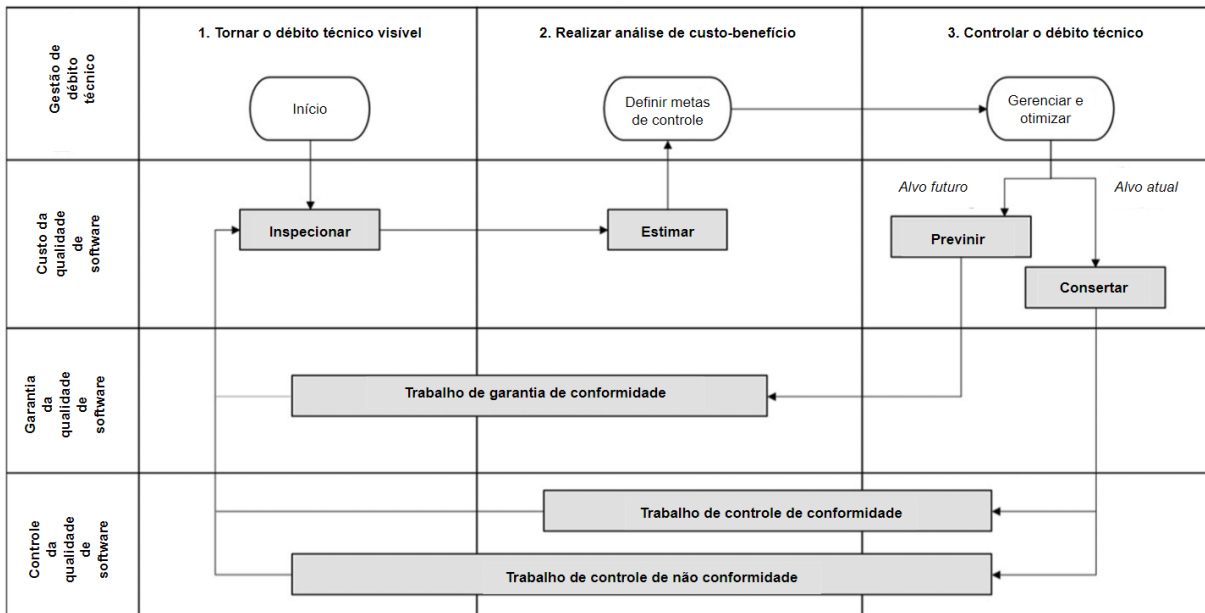 1. Tornar o débito técnico visível
2. Realizar análise de custo-benefício
3. Controlar o débito técnico
Gestão de
débito
técnico
Início
Definir metas
de controle
Gerenciar e
otimizar
Custo da
qualidade
de
software
Alvo futuro
Alvo atual
Inspecionar
Estimar
Previnir
Consertar
Garantia
da
qualidade
de
software
Trabalho de garantia de conformidade
Controle
da
qualidade
de
software
Trabalho de controle de conformidade
Trabalho de controle de não conformidade